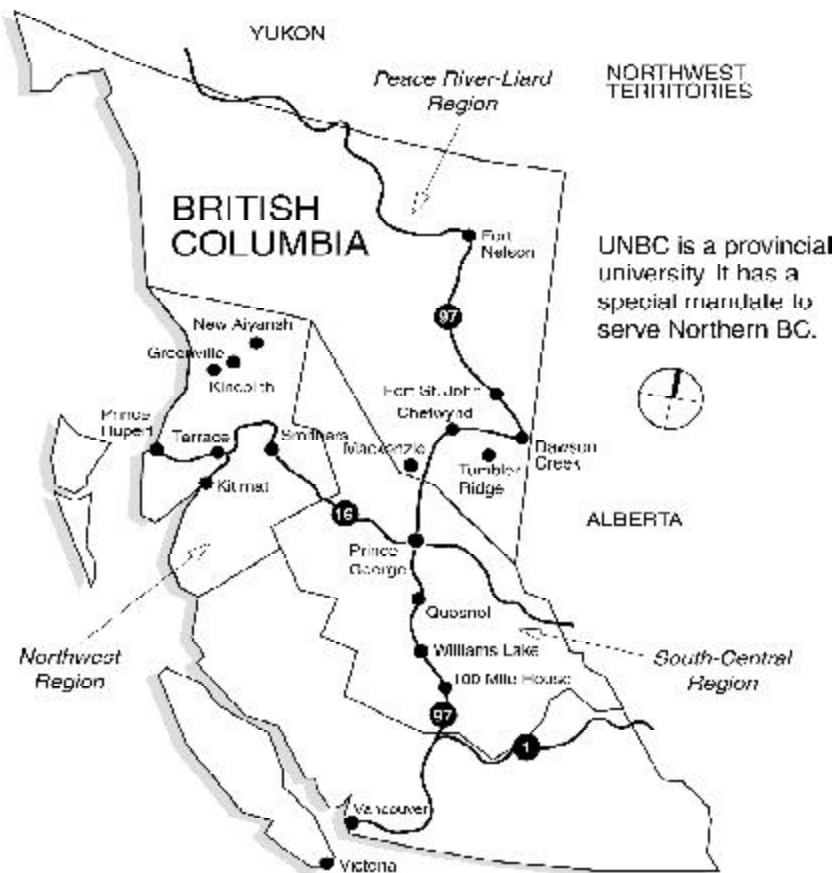 YUKON
Peace River-Liard
Region
NORTHWEST
TERRITORIES
BRITISH
COLUMBIA
Fort
Nelson
UNBC is a provincial
university. It has a
special mandate to
serve Northern BC.
97
New Aiyansh
Greenville
Kincolith
Fort St. John
Chetwynd
Prince
Rupert
Terrace
Smithers
Mackenzie
Dawson
Creek
Tumbler
Ridge
Kitimat
16
ALBERTA
Prince
George
Quesnel
Northwest
Region
Williams Lake
South-Central
Region
100 Mile House
97
1
Vancouver
Victoria